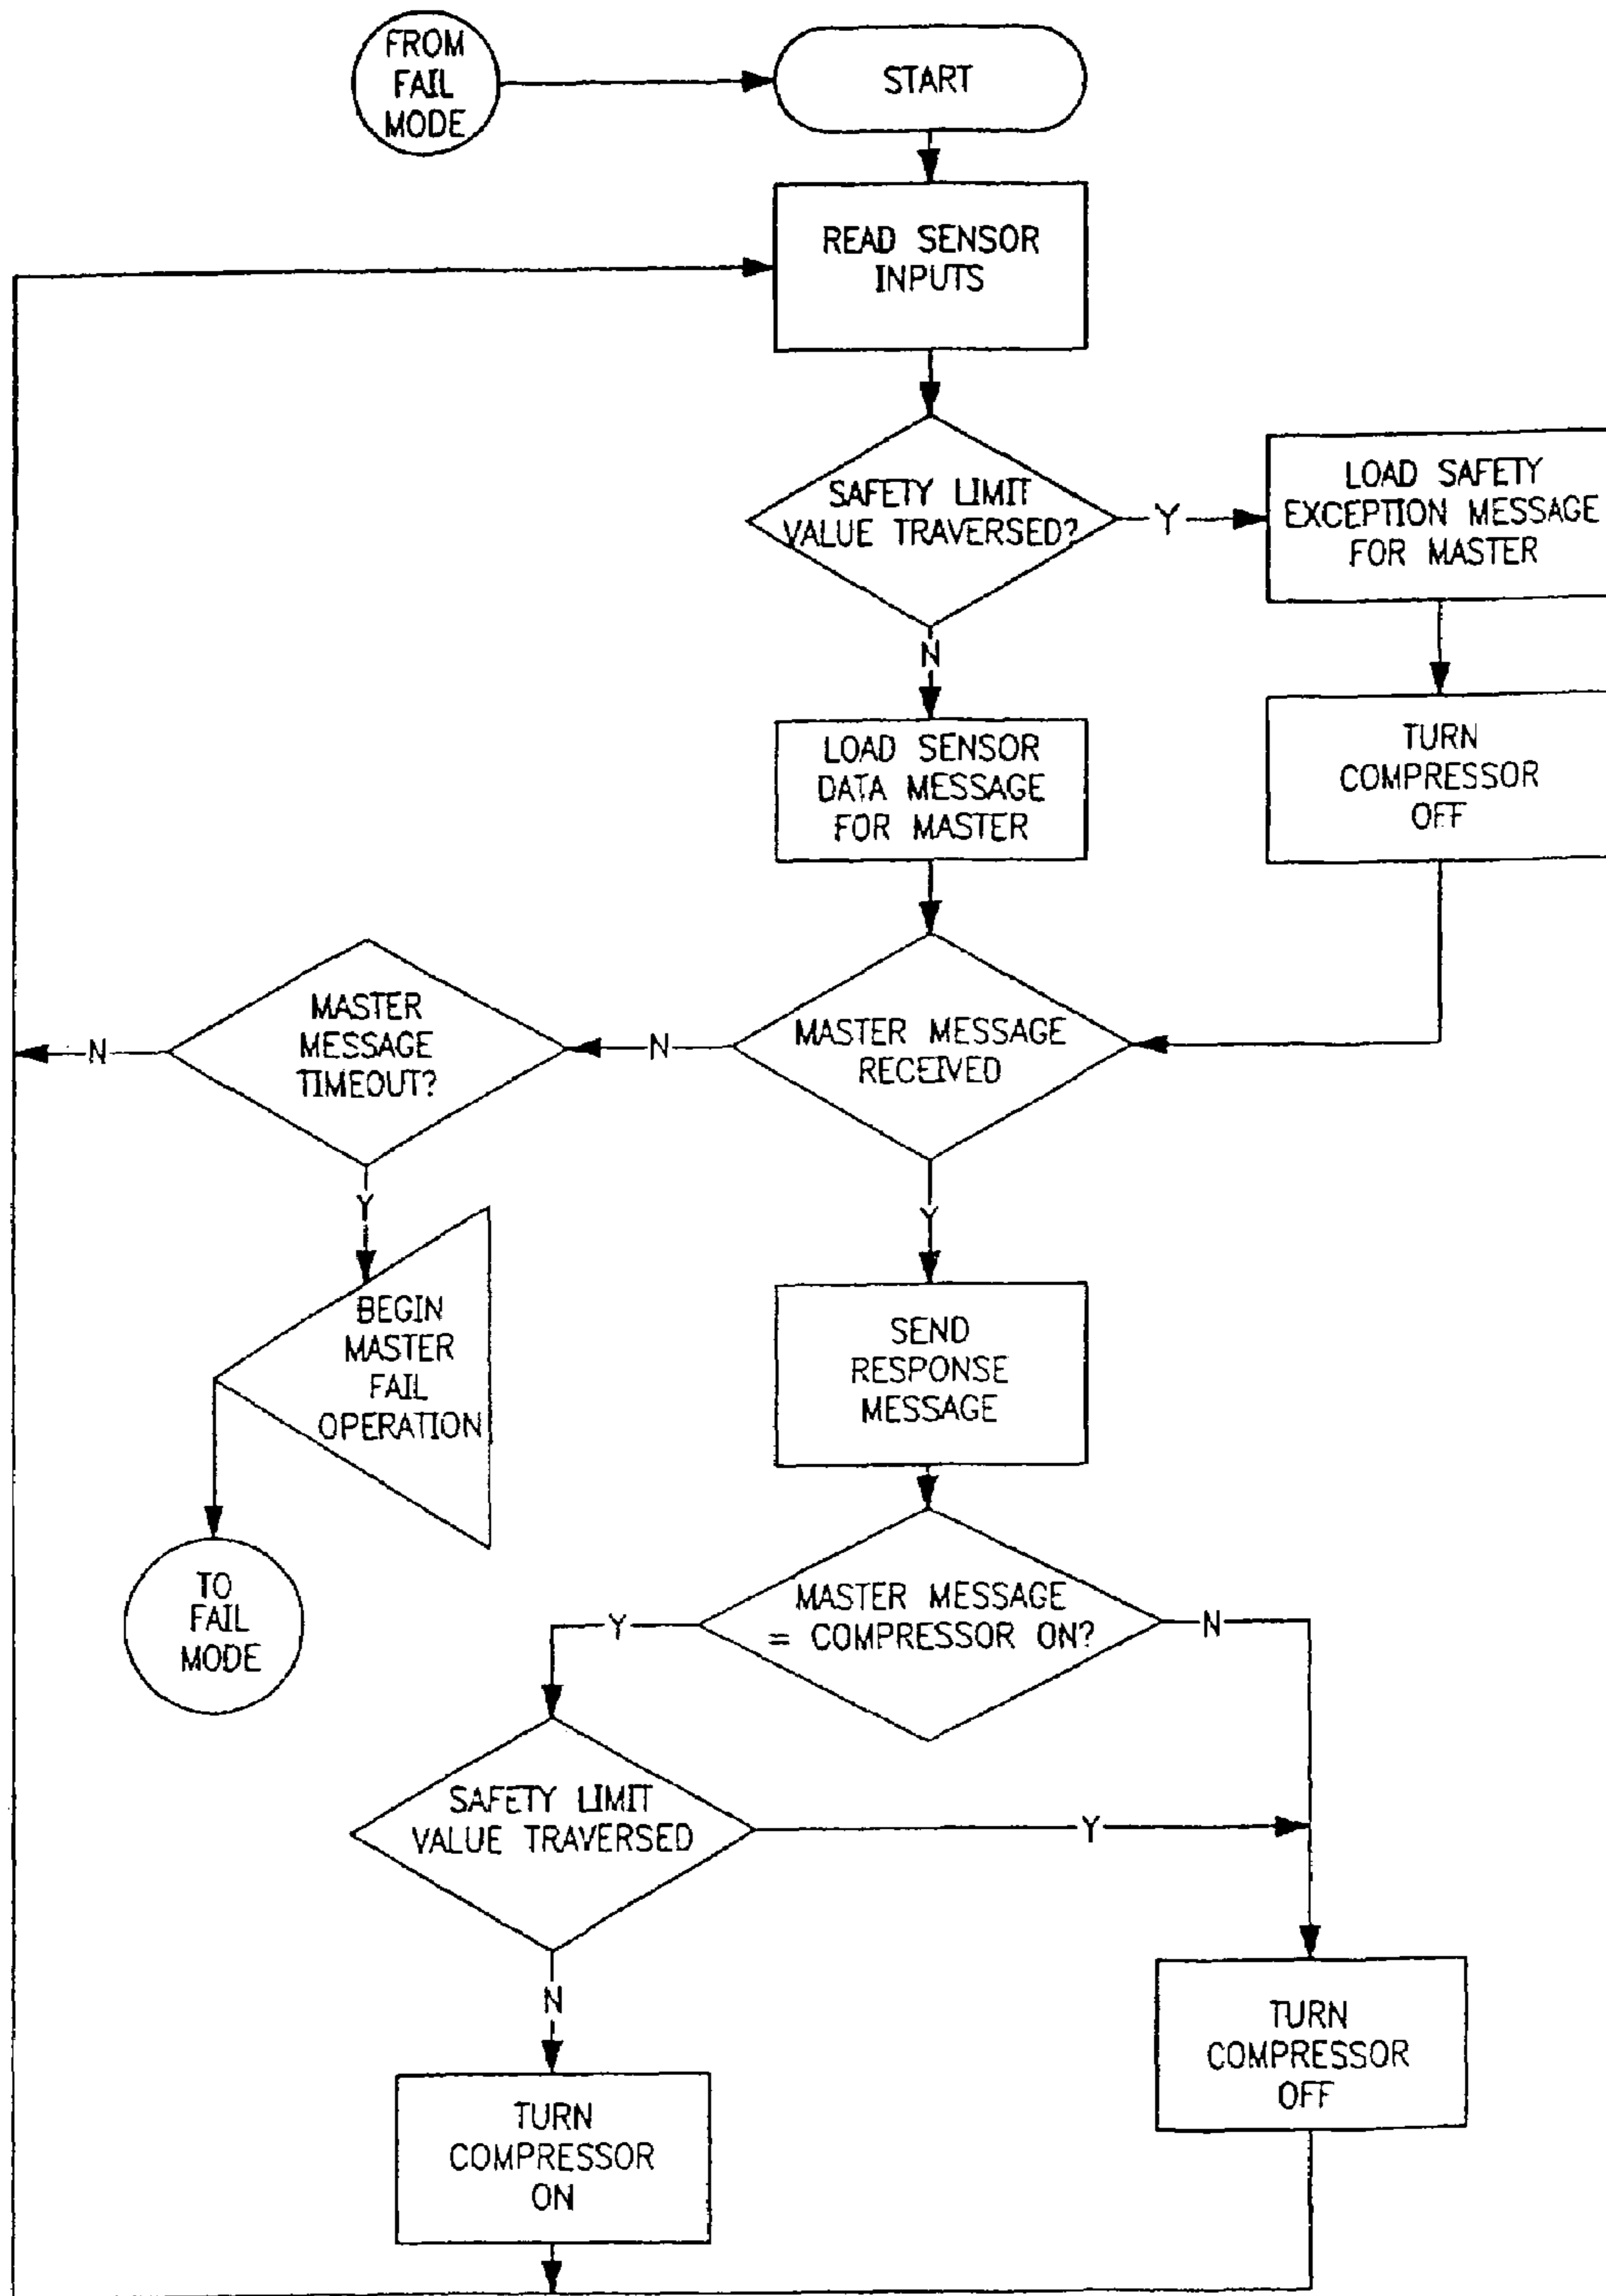 FROM
FAIL
MODE
START
READ SENSOR
INPUTS
SAFETY LIMIT
VALUE TRAVERSED?
Y
LOAD SAFETY
EXCEPTION MESSAGE
FOR MASTER
N
LOAD SENSOR
DATA MESSAGE
FOR MASTER
TURN
COMPRESSOR
OFF
MASTER MESSAGE
RECEIVED
N
MASTER
MESSAGE
TIMEOUT?
N
Y
BEGIN
MASTER
FAIL
OPERATION
TO
FAIL
MODE
Y
SEND
RESPONSE
MESSAGE
MASTER MESSAGE
= COMPRESSOR ON?
Y
N
SAFETY LIMIT
VALUE TRAVERSED
Y
N
TURN
COMPRESSOR
ON
TURN
COMPRESSOR
OFF